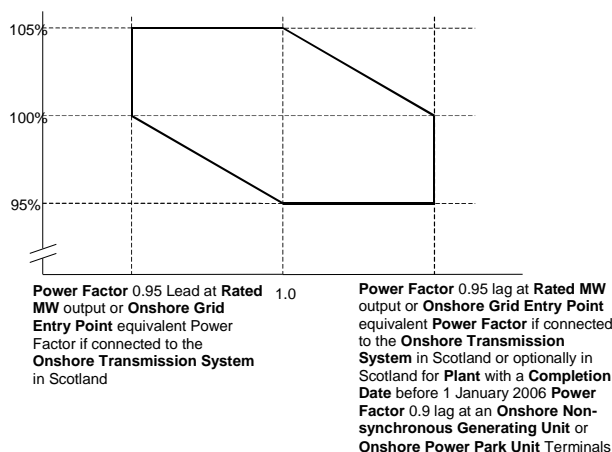 105%
100%
95%
Power Factor 0.95 Lead at Rated
MW output or Onshore Grid
Entry Point equivalent Power
Factor if connected to the
Onshore Transmission System
in Scotland
1.0
Power Factor 0.95 lag at Rated MW
output or Onshore Grid Entry Point
equivalent Power Factor if connected
to the Onshore Transmission
System in Scotland or optionally in
Scotland for Plant with a Completion
Date before 1 January 2006 Power
Factor 0.9 lag at an Onshore Non-
synchronous Generating Unit or
Onshore Power Park Unit Terminals